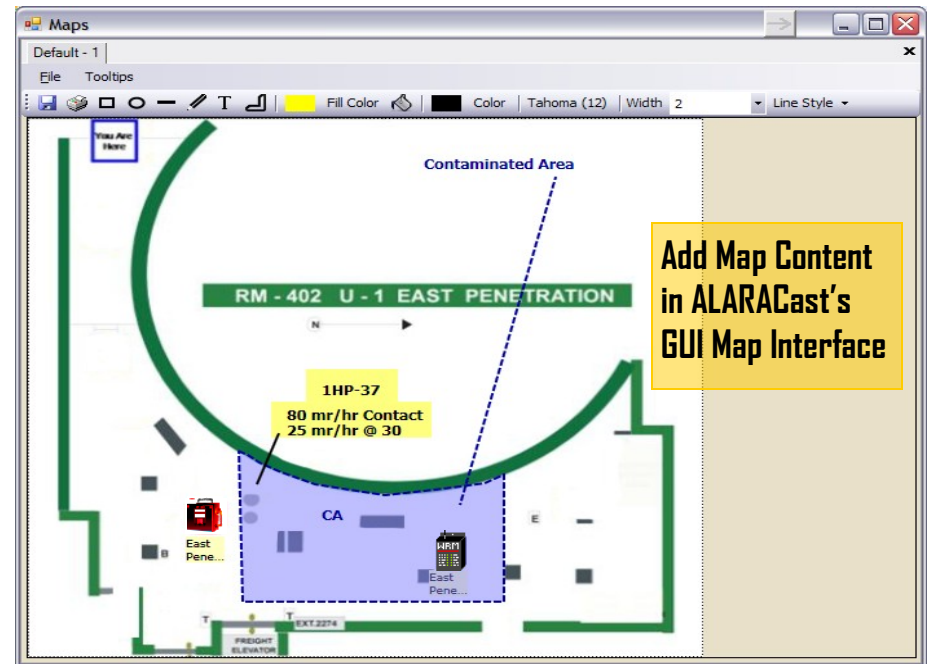 Maps
Default - 1
File Tooltips
T Fill Color Color Tahoma (12) Width 2 Line Style
You Are
Here
Contaminated Area
Add Map Content
in ALARACast's
GUI Map Interface
RM - 402 U - 1 EAST PENETRATION
N
1HP-37
80 mr/hr Contact
25 mr/hr @ 30
CA
E
WRM
East
Pene...
B
East
Pene...
T
T
EXT.2274
FREIGHT
ELEVATOR